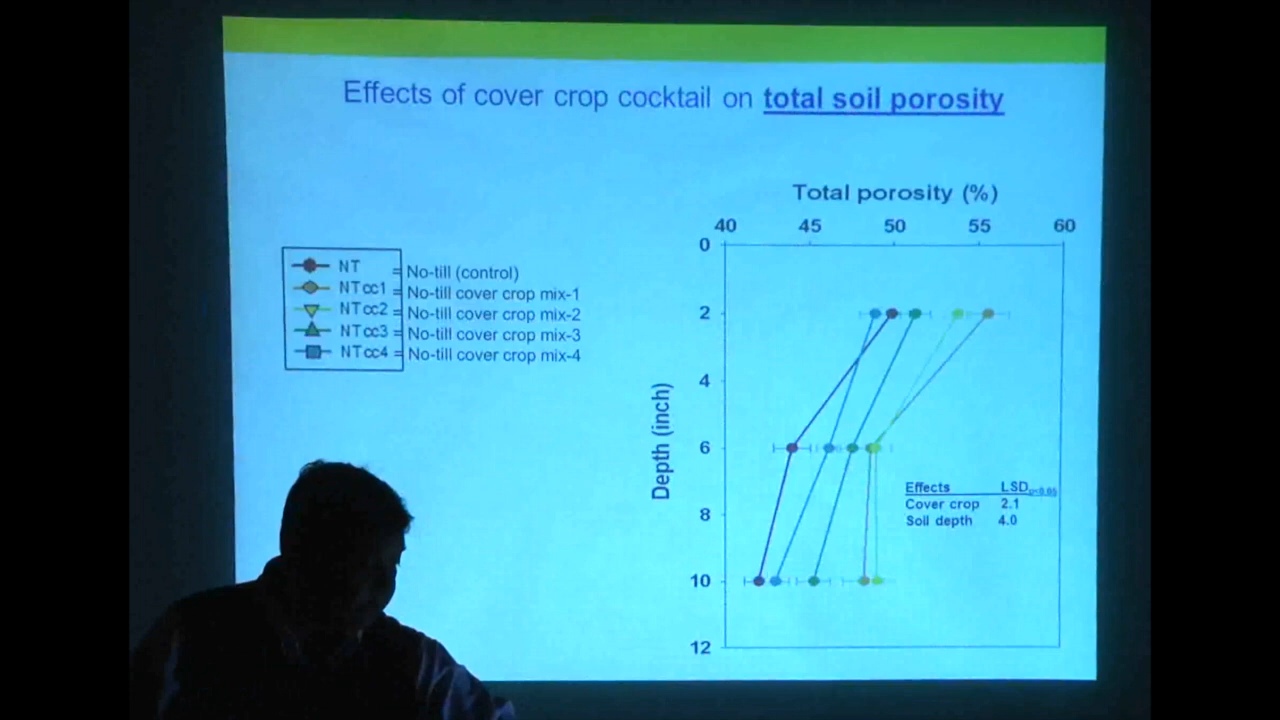 Effects of cover crop cocktail on total soil porosity
NT = No-till (control)
NTcc1 = No-till cover crop mix-1
NTcc2 = No-till cover crop mix-2
NTcc3 = No-till cover crop mix-3
NTcc4 = No-till cover crop mix-4
Total porosity (%)
40 45 50 55 60
0
2
4
6
8
10
12
Depth (inch)
Effects LSDp=0.05
Cover crop 2.1
Soil depth 4.0